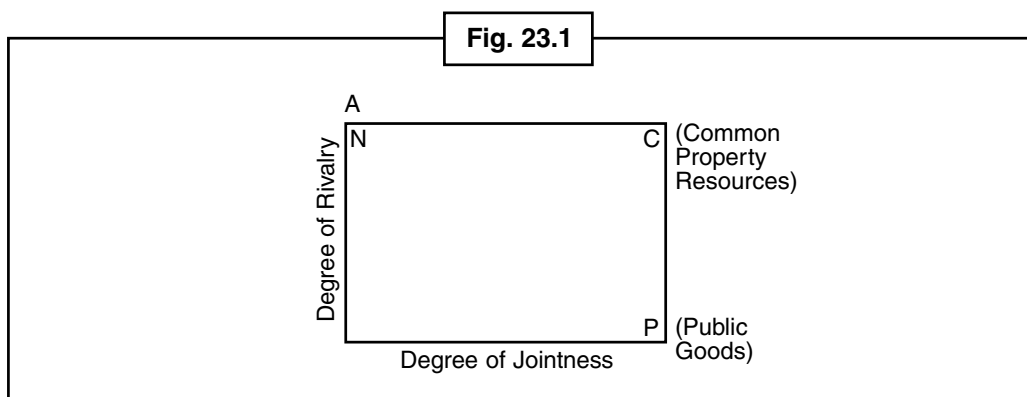 Fig. 23.1
A
N
C
(Common
Property
Resources)
Degree of Rivalry
P
(Public
Goods)
Degree of Jointness